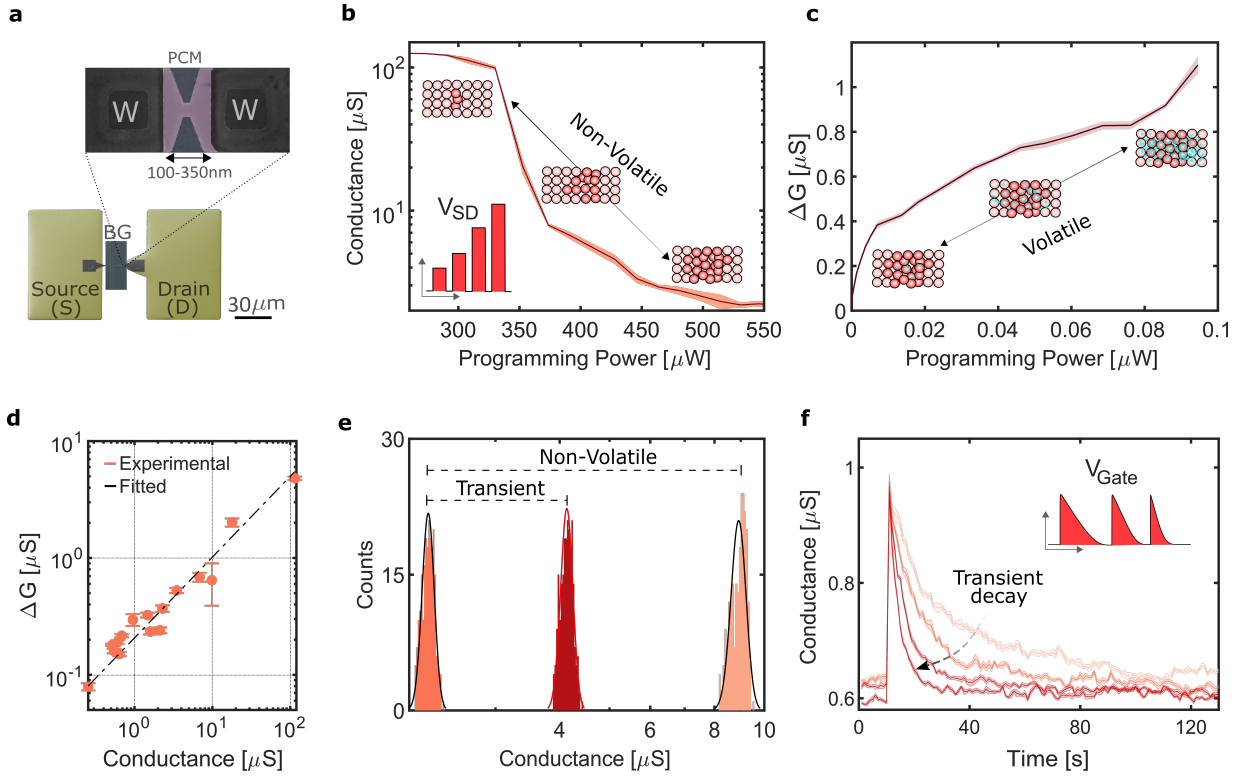 a
PCM
W
W
100-350nm
BG
Source
(S)
Drain
(D)
30μm
b
Conductance [μS]
10²
10¹
Non-Volatile
V_SD
300
350
400
450
500
550
Programming Power [μW]
c
ΔG [μS]
1
0.8
0.6
0.4
0.2
0
Volatile
0
0.02
0.04
0.06
0.08
0.1
Programming Power [μW]
d
ΔG [μS]
10¹
10⁰
10⁻¹
Experimental
Fitted
10⁰
10¹
10²
Conductance [μS]
e
Counts
30
15
0
Non-Volatile
Transient
4
6
8
10
Conductance [μS]
f
Conductance [μS]
1
0.8
0.6
V_Gate
Transient
decay
0
40
80
120
Time [s]